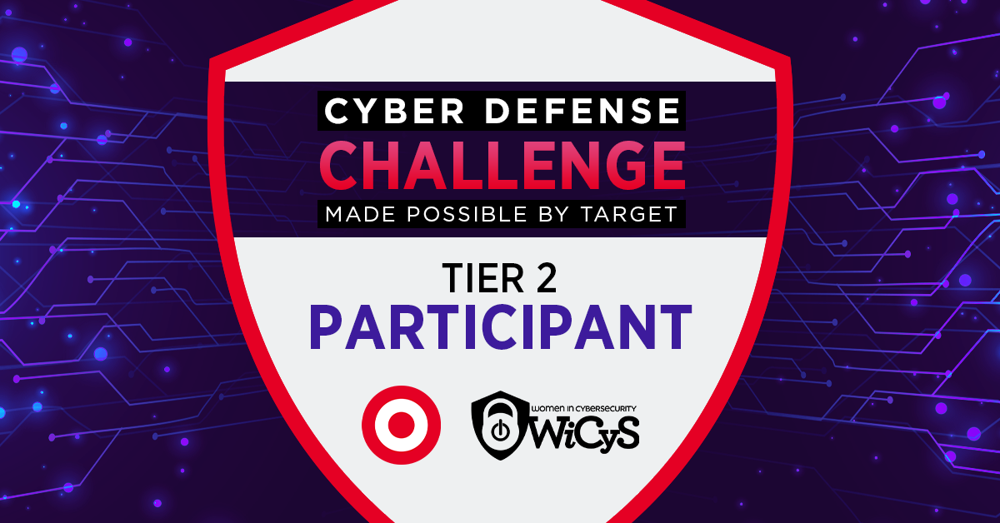 CYBER DEFENSE
CHALLENGE
MADE POSSIBLE BY TARGET
TIER 2
PARTICIPANT
WOMEN IN CYBERSECURITY
WiCyS